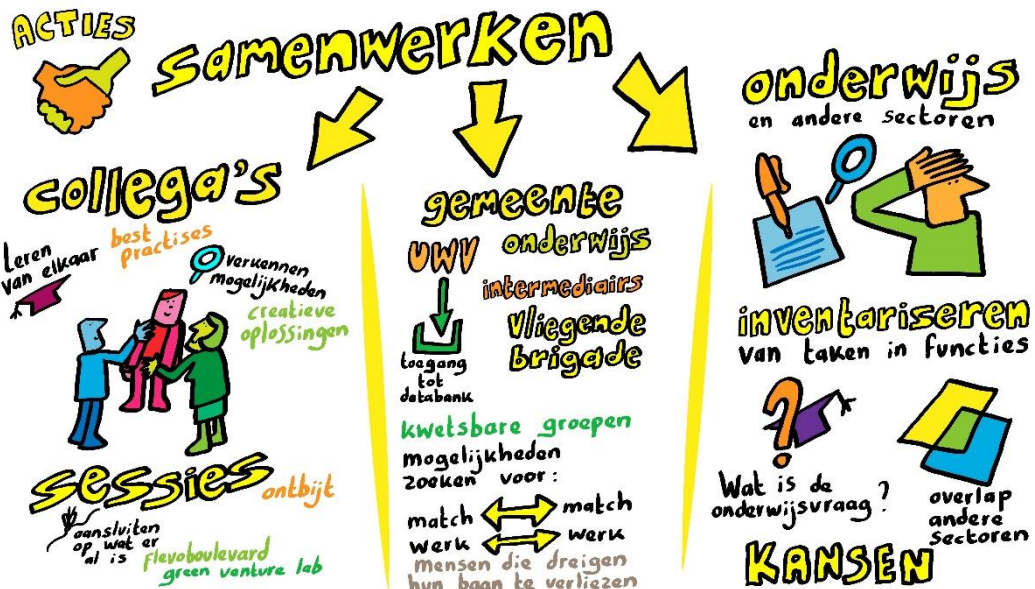 ACTIES
samenwerken
collega's
Leren
van elkaar
best
practises
verkennen
mogelijkheden
creatieve
oplossingen
sessies
ontbijt
aansluiten
op wat er
al is
flevoboulevard
green venture lab
gemeente
UWV
onderwijs
intermediairs
Vliegende
brigade
toegang
tot
databank
kwetsbare groepen
mogelijkheden
zoeken voor:
match match
werk werk
mensen die dreigen
hun baan te verliezen
onderwijs
en andere sectoren
inventariseren
van taken in functies
Wat is de
onderwijsvraag?
overlap
andere
sectoren
KANSEN